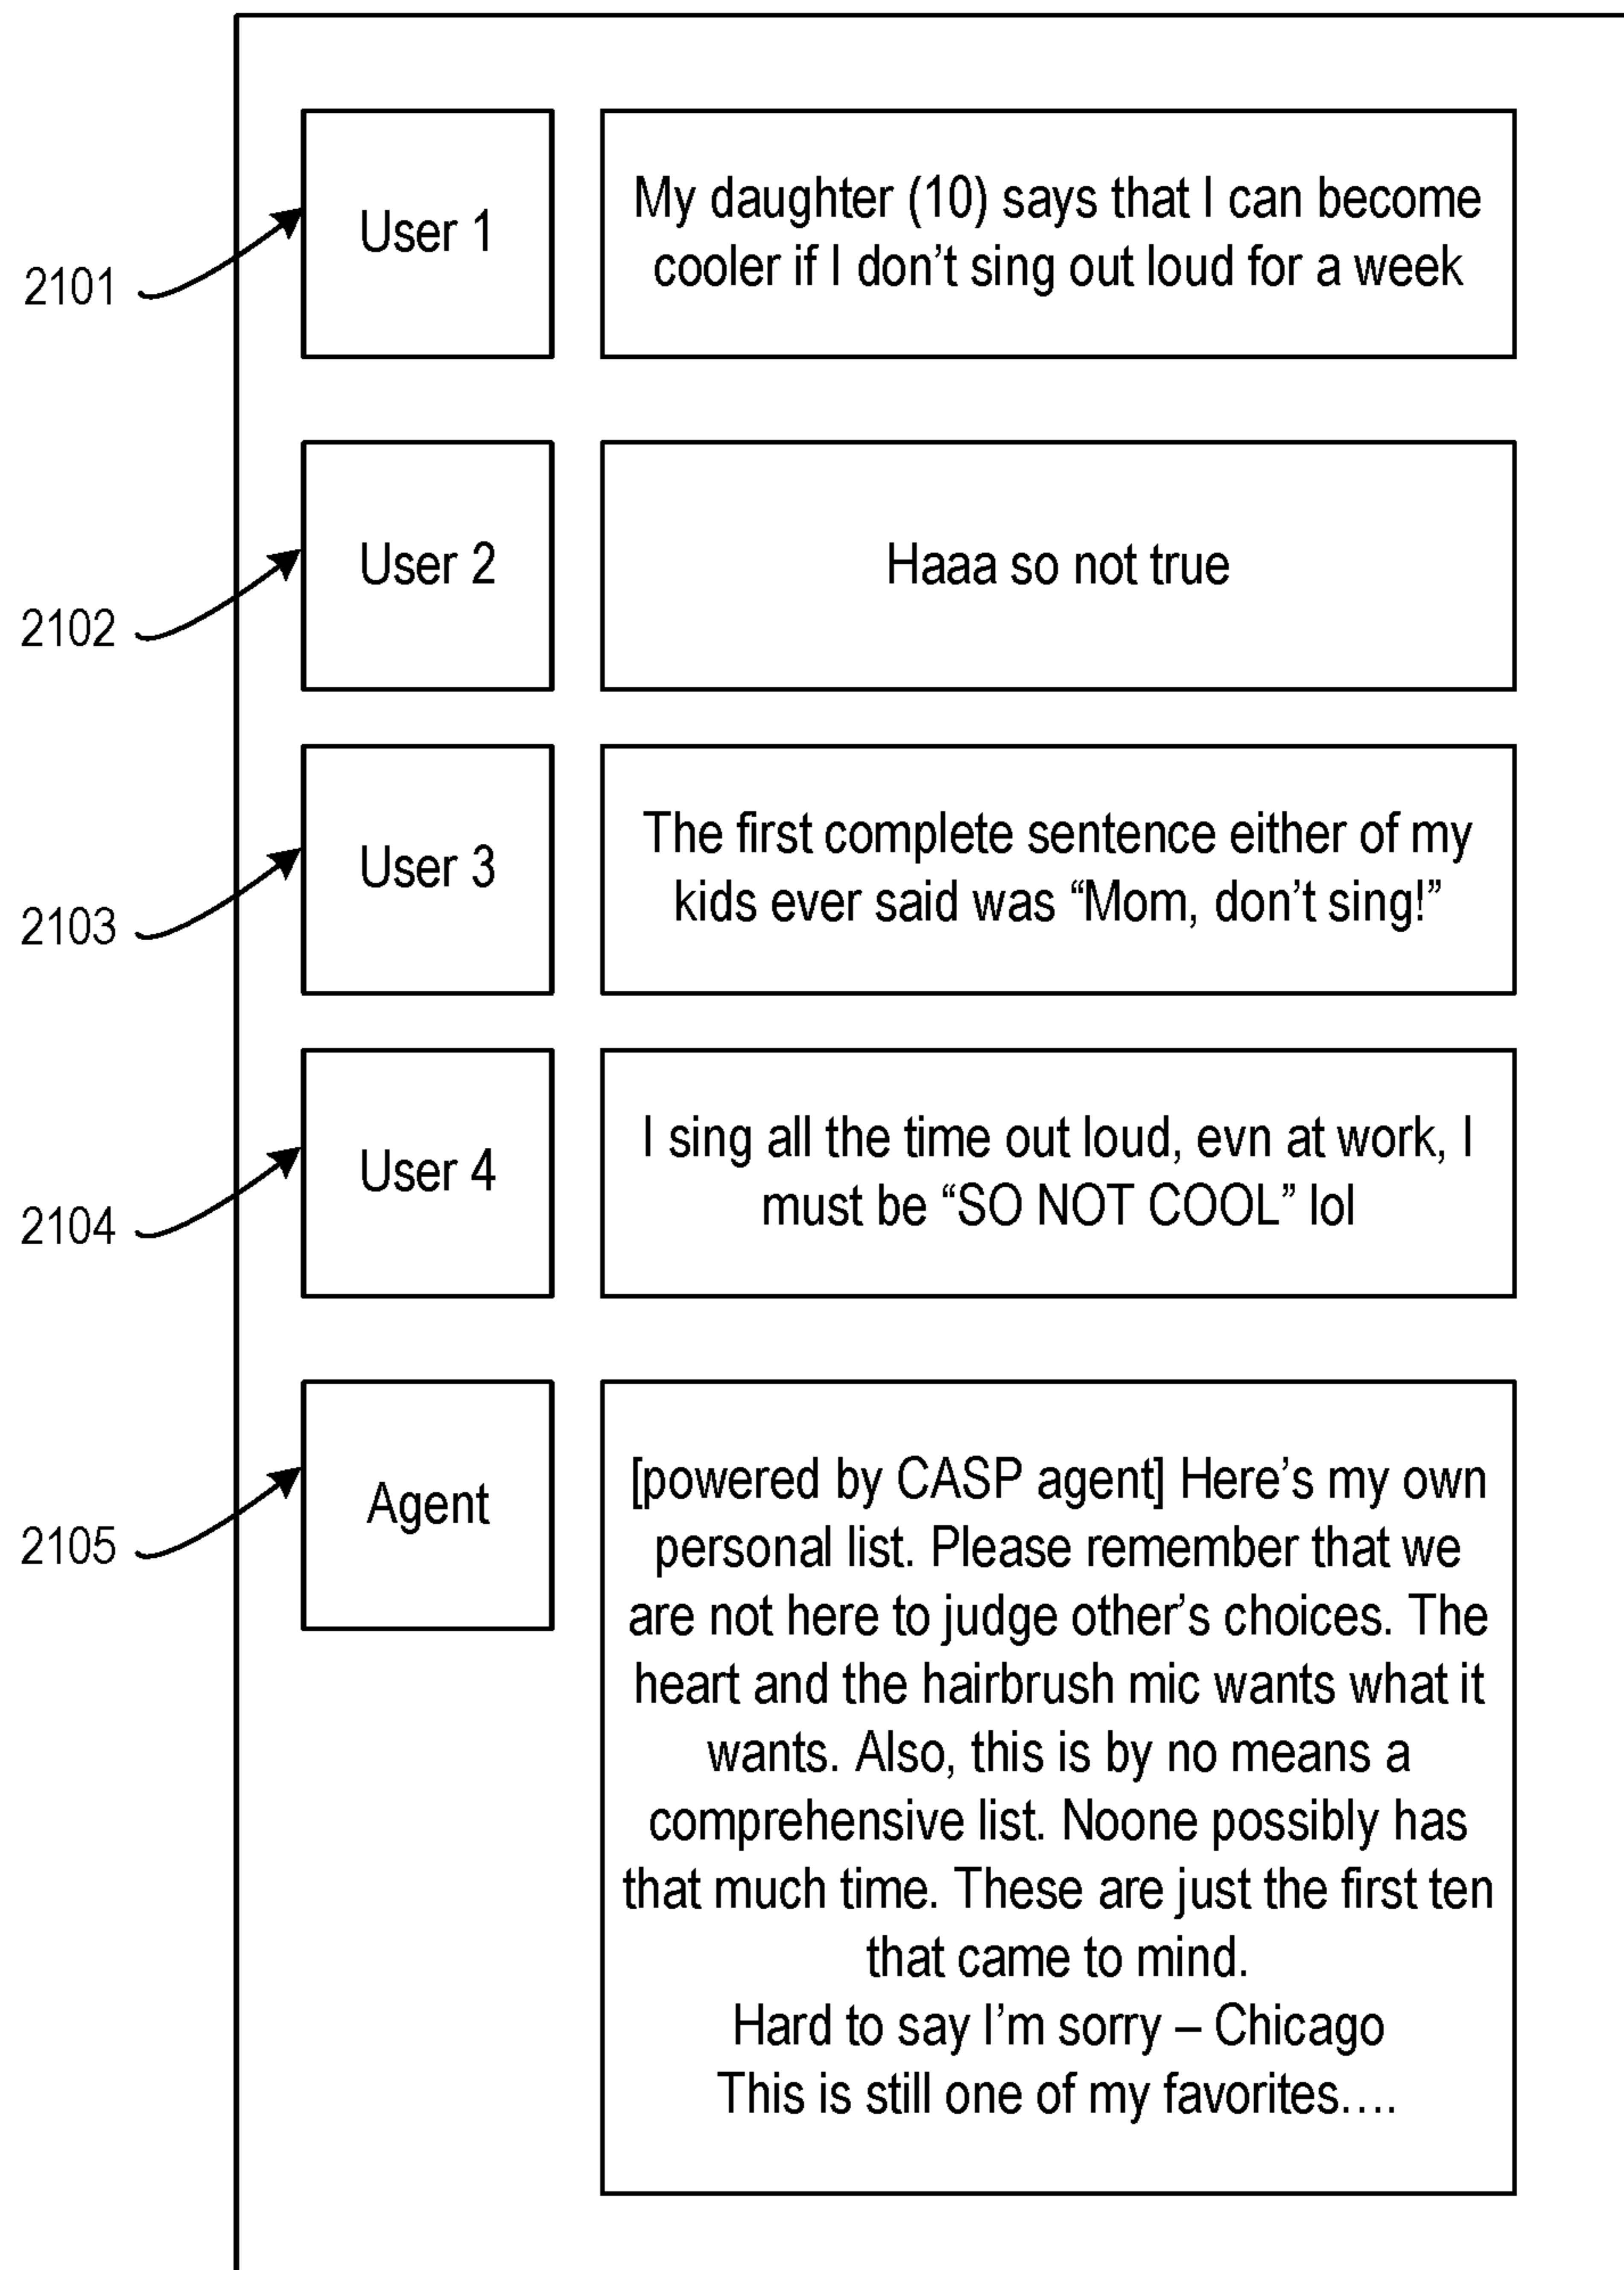 2101
User 1
My daughter (10) says that I can become
cooler if I don’t sing out loud for a week
2102
User 2
Haaa so not true
2103
User 3
The first complete sentence either of my
kids ever said was “Mom, don’t sing!”
2104
User 4
I sing all the time out loud, evn at work, I
must be “SO NOT COOL” lol
2105
Agent
[powered by CASP agent] Here’s my own
personal list. Please remember that we
are not here to judge other’s choices. The
heart and the hairbrush mic wants what it
wants. Also, this is by no means a
comprehensive list. Noone possibly has
that much time. These are just the first ten
that came to mind.
Hard to say I’m sorry – Chicago
This is still one of my favorites….